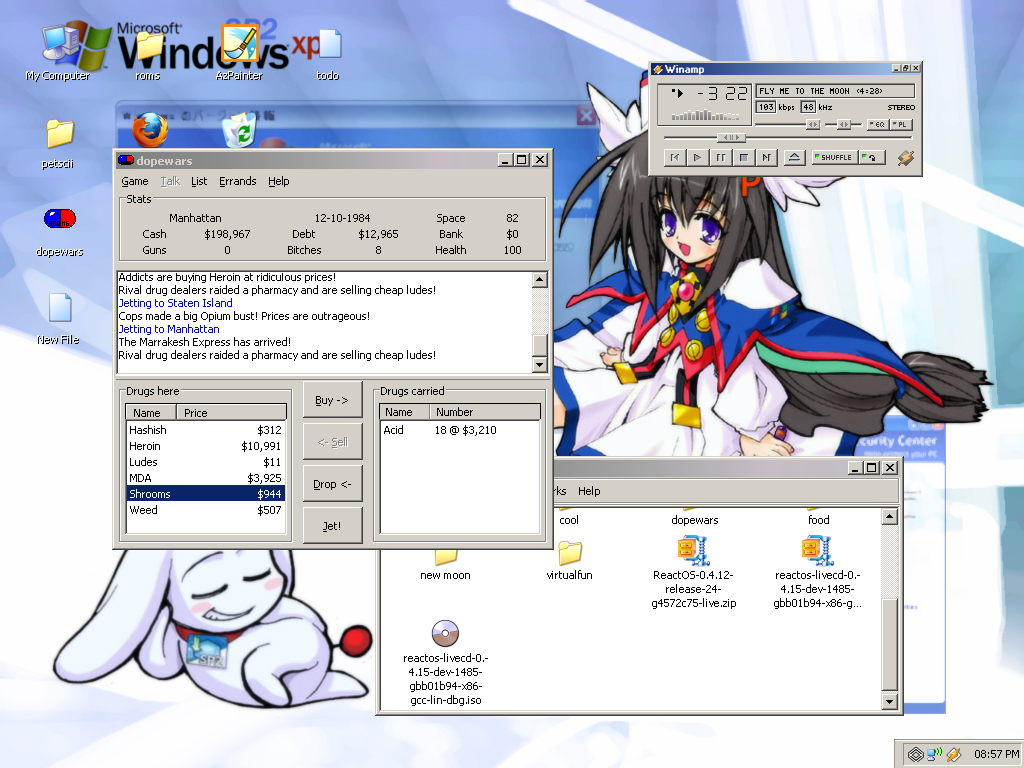 Microsoft®
Windows xp
SP2
My Computer
roms
AzPainter
todo
petscii
dopewars
New File
Winamp
-3 22
FLY ME TO THE MOON (4:28)
103 kbps 48 kHz STEREO
EQ PL
SHUFFLE
dopewars
Game Talk List Errands Help
Stats
Manhattan 12-10-1984 Space 82
Cash $198,967 Debt $12,965 Bank $0
Guns 0 Bitches 8 Health 100
Addicts are buying Heroin at ridiculous prices!
Rival drug dealers raided a pharmacy and are selling cheap ludes!
Jetting to Staten Island
Cops made a big Opium bust! Prices are outrageous!
Jetting to Manhattan
The Marrakesh Express has arrived!
Rival drug dealers raided a pharmacy and are selling cheap ludes!
Drugs here
Name Price
Hashish $312
Heroin $10,991
Ludes $11
MDA $3,925
Shrooms $944
Weed $507
Buy ->
<- Sell
Drop <-
Jet!
Drugs carried
Name Number
Acid 18 @ $3,210
curity Center
rks Help
cool
dopewars
food
new moon
virtualfun
ReactOS-0.4.12-
release-24-
g4572c75-live.zip
reactos-livecd-0.-
4.15-dev-1485-
gbb01b94-x86-g...
reactos-livecd-0.-
4.15-dev-1485-
gbb01b94-x86-
gcc-lin-dbg.iso
SP2
08:57 PM